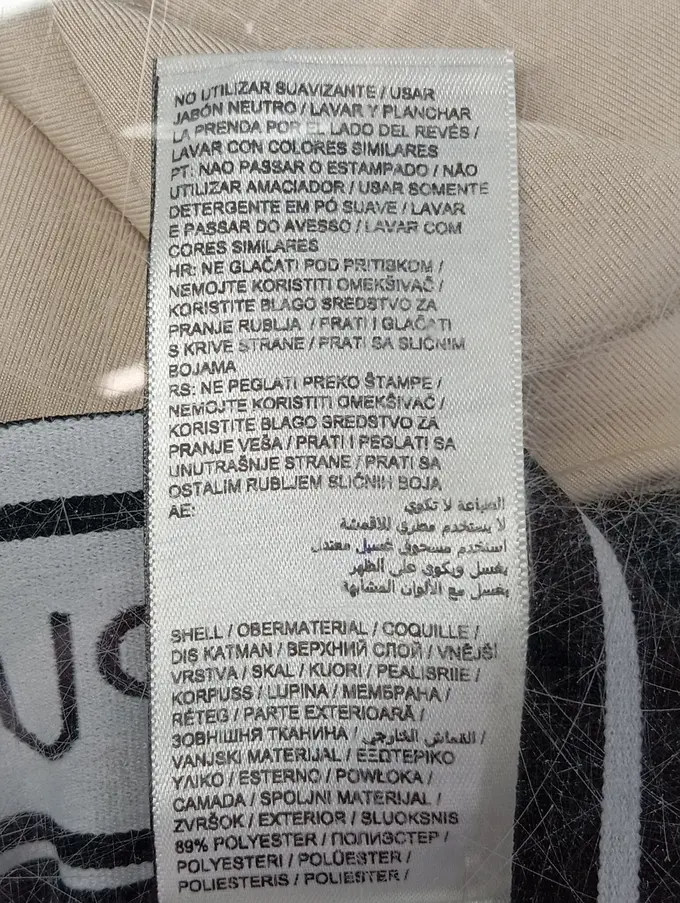 NO UTILIZAR SUAVIZANTE / USAR
JABÓN NEUTRO / LAVAR Y PLANCHAR
LA PRENDA POR EL LADO DEL REVÉS /
LAVAR CON COLORES SIMILARES
PT: NAO PASSAR O ESTAMPADO / NÃO
UTILIZAR AMACIADOR / USAR SOMENTE
DETERGENTE EM PÓ SUAVE / LAVAR
E PASSAR DO AVESSO / LAVAR COM
CORES SIMILARES
HR: NE GLAČATI POD PRITISKOM /
NEMOJTE KORISTITI OMEKŠIVAČ /
KORISTITE BLAGO SREDSTVO ZA
PRANJE RUBLJA / PRATI I GLAČATI
S KRIVE STRANE / PRATI SA SLIČNIM
BOJAMA
RS: NE PEGLATI PREKO ŠTAMPE /
NEMOJTE KORISTITI OMEKŠIVAČ /
KORISTITE BLAGO SREDSTVO ZA
PRANJE VEŠA / PRATI I PEGLATI SA
UNUTRAŠNJE STRANE / PRATI SA
OSTALIM RUBLJEM SLIČNIH BOJA
AE: الطباعة لا تكوى
لا يستخدم مطرق للاقمشة
استخدم مسحوق غسيل معتدل
يغسل ويكوى على الظهر
يغسل مع الألوان المشابهة
SHELL / OBERMATERIAL / COQUILLE /
DIS KATMAN / ВЕРХНИЙ СЛОЙ / VNĚJŠÍ
VRSTVA / SKAL / KUORI / PEALISRIIE /
KORPUSS / LUPINA / МЕМБРАНА /
RÉTEG / PARTE EXTERIOARĂ /
ЗОВНІШНЯ ТКАНИНА / القماش الخارجي /
VANJSKI MATERIJAL / ΕΞΩΤΕΡΙΚΟ
ΥΛΙΚΟ / ESTERNO / POWŁOKA /
CAMADA / SPOLJNI MATERIJAL /
ZVRŠOK / EXTERIOR / SLUOKSNIS
89% POLYESTER / ПОЛИЭСТЕР /
POLYESTERI / POLÜESTER /
POLIESTERIS / POLIESTER /